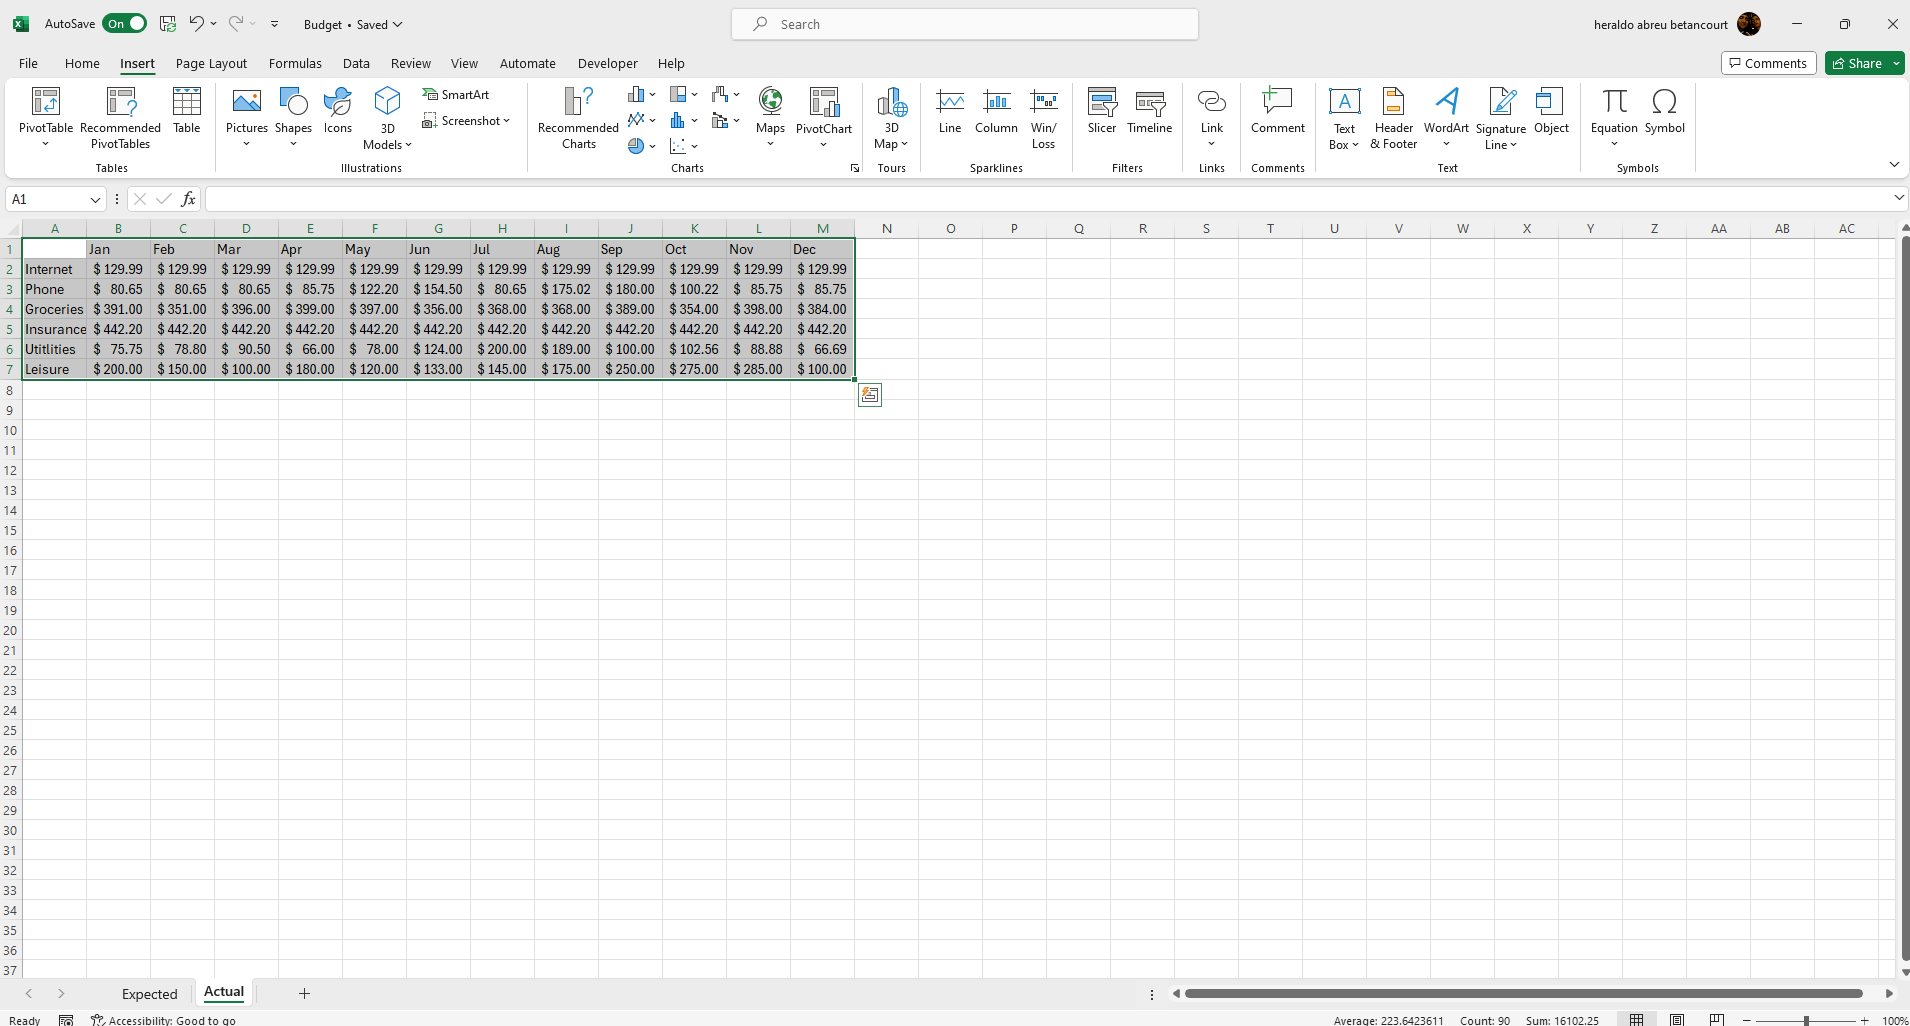 AutoSave On Budget • Saved Search heraldo abreu betancourt
File Home Insert Page Layout Formulas Data Review View Automate Developer Help Comments Share
PivotTable
Recommended
PivotTables
Table
Tables
Pictures
Shapes
Icons
3D
Models
SmartArt
Screenshot
Illustrations
Recommended
Charts
Maps
PivotChart
Charts
3D
Map
Tours
Line
Column
Win/
Loss
Sparklines
Slicer
Timeline
Filters
Link
Links
Comment
Comments
Text
Box
Header
& Footer
WordArt
Signature
Line
Object
Text
Equation
Symbol
Symbols
A1 fx
A B C D E F G H I J K L M N O P Q R S T U V W X Y Z AA AB AC
1 Jan Feb Mar Apr May Jun Jul Aug Sep Oct Nov Dec
2 Internet $ 129.99 $ 129.99 $ 129.99 $ 129.99 $ 129.99 $ 129.99 $ 129.99 $ 129.99 $ 129.99 $ 129.99 $ 129.99 $ 129.99
3 Phone $ 80.65 $ 80.65 $ 80.65 $ 85.75 $ 122.20 $ 154.50 $ 80.65 $ 175.02 $ 180.00 $ 100.22 $ 85.75 $ 85.75
4 Groceries $ 391.00 $ 351.00 $ 396.00 $ 399.00 $ 397.00 $ 356.00 $ 368.00 $ 368.00 $ 389.00 $ 354.00 $ 398.00 $ 384.00
5 Insurance $ 442.20 $ 442.20 $ 442.20 $ 442.20 $ 442.20 $ 442.20 $ 442.20 $ 442.20 $ 442.20 $ 442.20 $ 442.20 $ 442.20
6 Utitlities $ 75.75 $ 78.80 $ 90.50 $ 66.00 $ 78.00 $ 124.00 $ 200.00 $ 189.00 $ 100.00 $ 102.56 $ 88.88 $ 66.69
7 Leisure $ 200.00 $ 150.00 $ 100.00 $ 180.00 $ 120.00 $ 133.00 $ 145.00 $ 175.00 $ 250.00 $ 275.00 $ 285.00 $ 100.00
8
9
10
11
12
13
14
15
16
17
18
19
20
21
22
23
24
25
26
27
28
29
30
31
32
33
34
35
36
37
Expected Actual
Ready Accessibility: Good to go Average: 223.6423611 Count: 90 Sum: 16102.25 100%